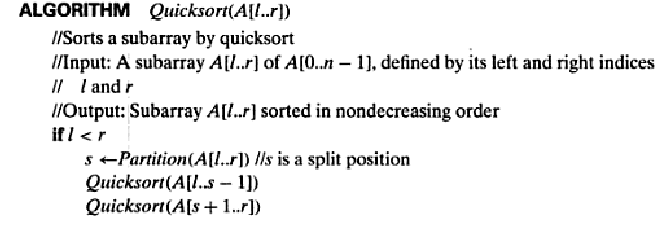 ALGORITHM Quicksort(A[l..r])
//Sorts a subarray by quicksort
//Input: A subarray A[l..r] of A[0..n − 1], defined by its left and right indices
// l and r
//Output: Subarray A[l..r] sorted in nondecreasing order
if l < r
s ←Partition(A[l..r]) //s is a split position
Quicksort(A[l..s − 1])
Quicksort(A[s + 1..r])